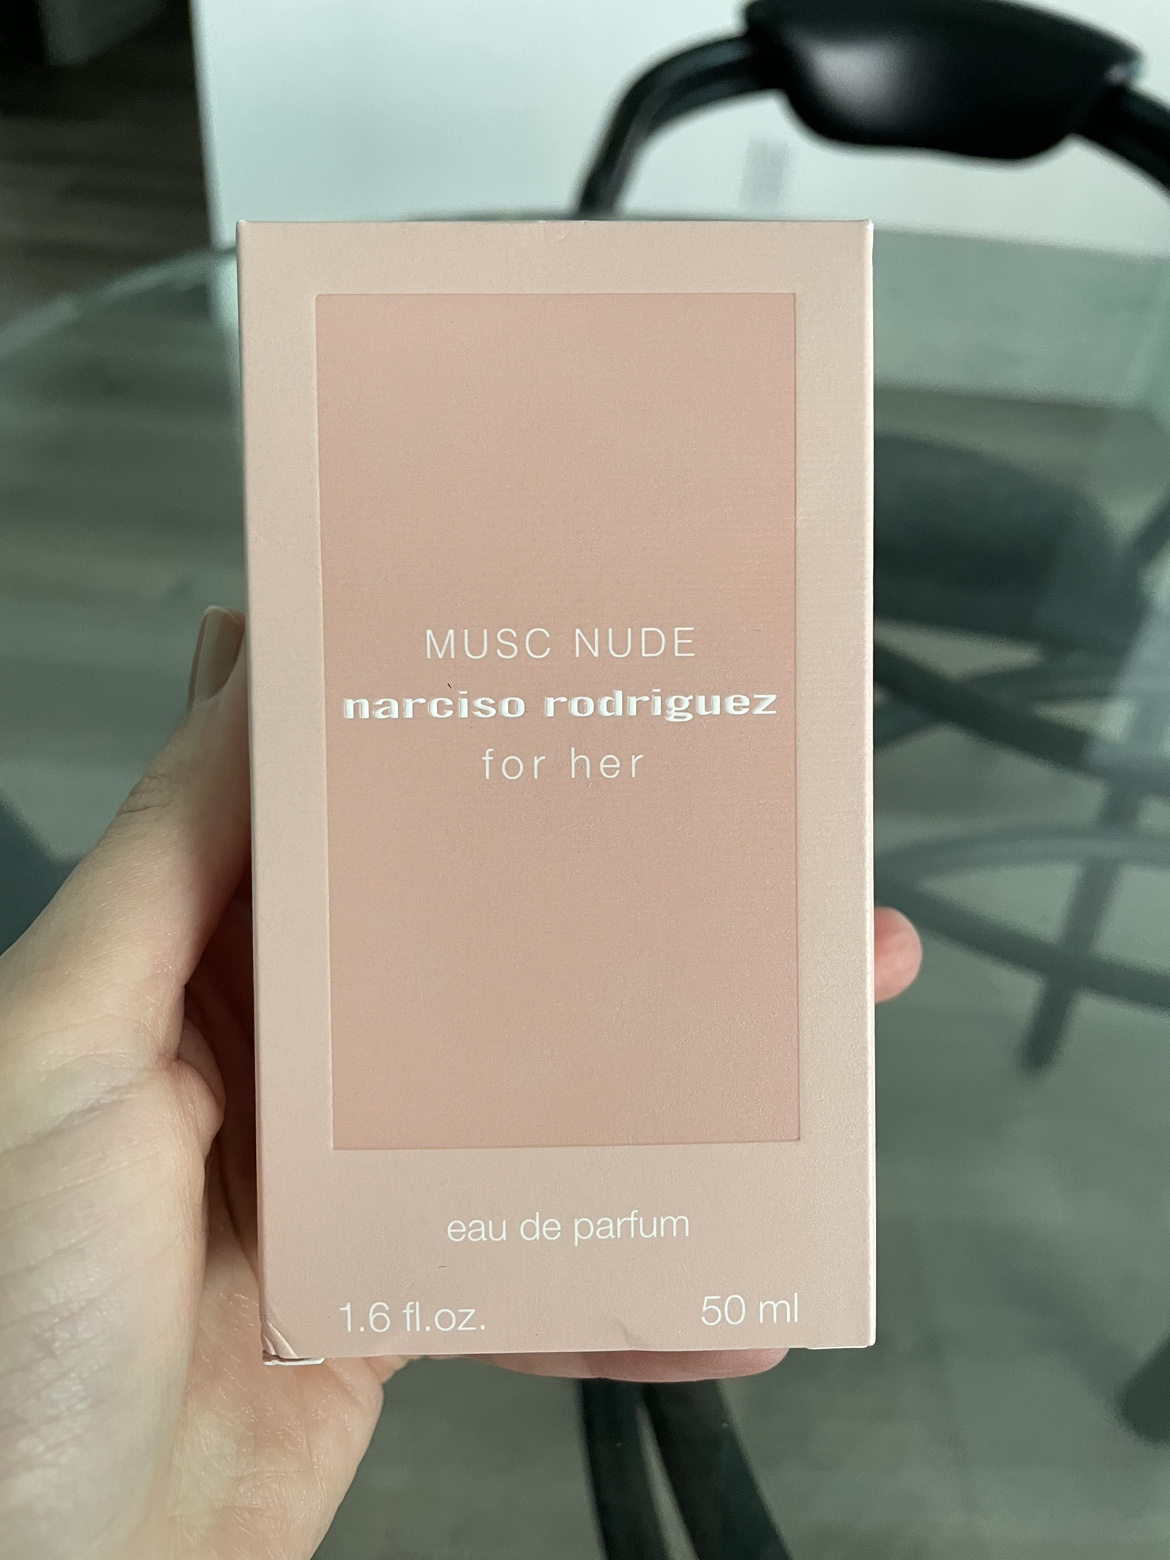 MUSC NUDE
narciso rodriguez
for her
eau de parfum
1.6 fl.oz. 50 ml